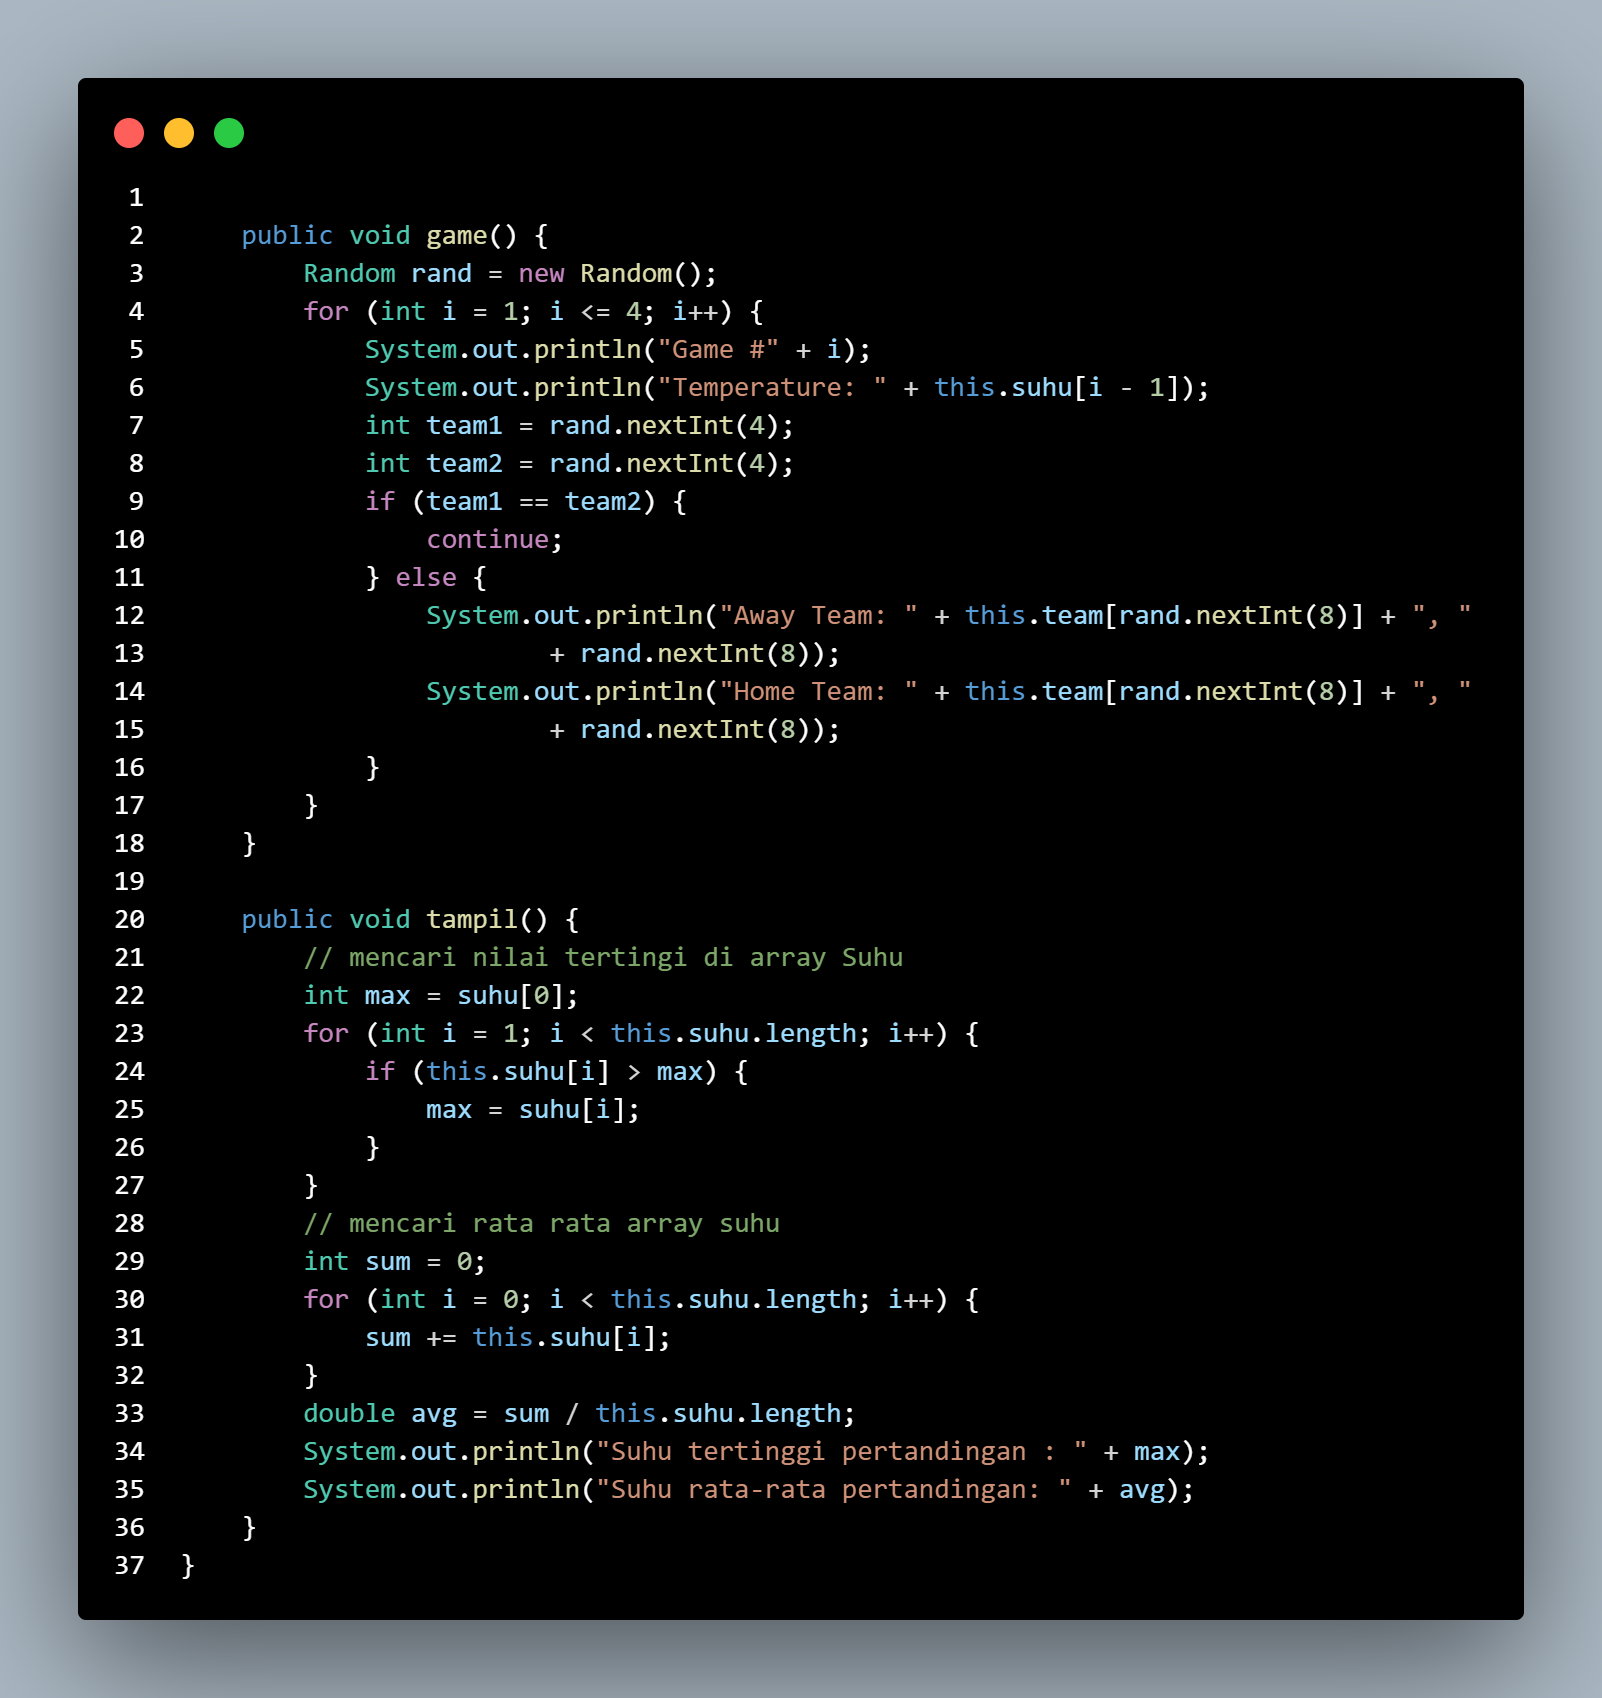 1
2 public void game() {
3 Random rand = new Random();
4 for (int i = 1; i <= 4; i++) {
5 System.out.println("Game #" + i);
6 System.out.println("Temperature: " + this.suhu[i - 1]);
7 int team1 = rand.nextInt(4);
8 int team2 = rand.nextInt(4);
9 if (team1 == team2) {
10 continue;
11 } else {
12 System.out.println("Away Team: " + this.team[rand.nextInt(8)] + ", "
13 + rand.nextInt(8));
14 System.out.println("Home Team: " + this.team[rand.nextInt(8)] + ", "
15 + rand.nextInt(8));
16 }
17 }
18 }
19
20 public void tampil() {
21 // mencari nilai tertingi di array Suhu
22 int max = suhu[0];
23 for (int i = 1; i < this.suhu.length; i++) {
24 if (this.suhu[i] > max) {
25 max = suhu[i];
26 }
27 }
28 // mencari rata rata array suhu
29 int sum = 0;
30 for (int i = 0; i < this.suhu.length; i++) {
31 sum += this.suhu[i];
32 }
33 double avg = sum / this.suhu.length;
34 System.out.println("Suhu tertinggi pertandingan : " + max);
35 System.out.println("Suhu rata-rata pertandingan: " + avg);
36 }
37 }